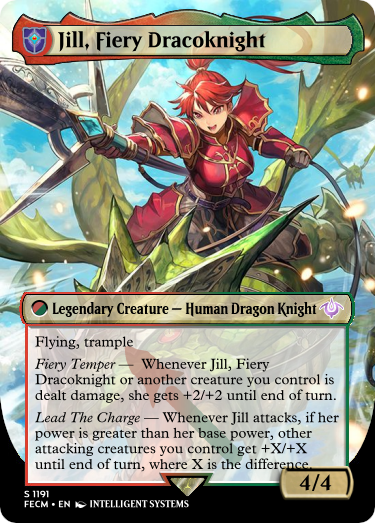 Jill, Fiery Dracoknight
Legendary Creature — Human Dragon Knight
Flying, trample
Fiery Temper — Whenever Jill, Fiery
Dracoknight or another creature you control is
dealt damage, she gets +2/+2 until end of turn.
Lead The Charge — Whenever Jill attacks, if her
power is greater than her base power, other
attacking creatures you control get +X/+X
until end of turn, where X is the difference.
4/4
S 1191
FECM • EN INTELLIGENT SYSTEMS